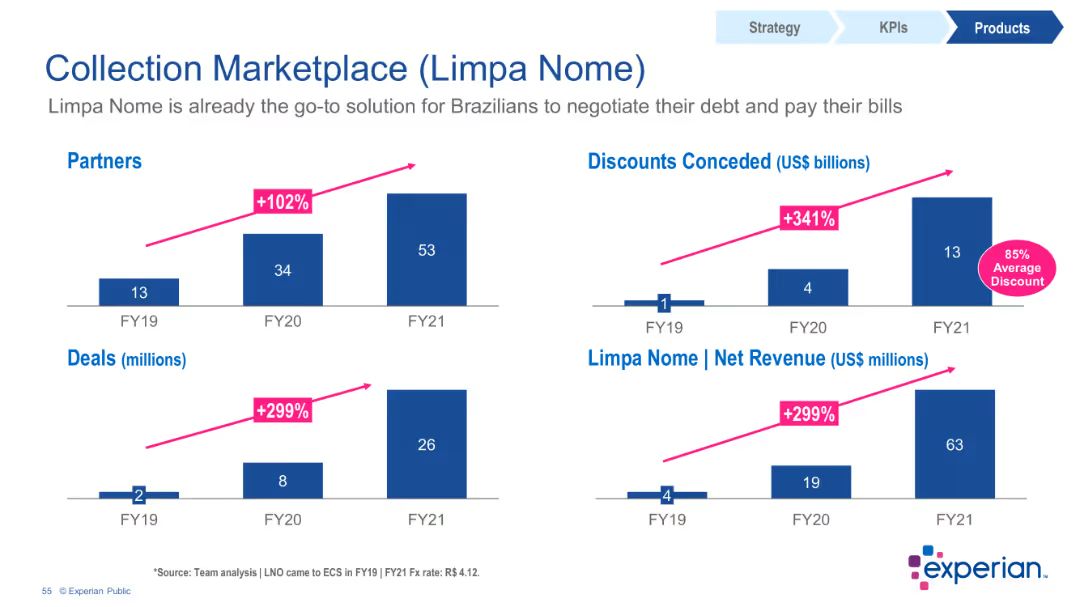 Strategy
KPIs
Products
Collection Marketplace (Limpa Nome)
Limpa Nome is already the go-to solution for Brazilians to negotiate their debt and pay their bills
Partners
+102%
13
34
53
FY19
FY20
FY21
Discounts Conceded (US$ billions)
+341%
1
4
13
85%
Average
Discount
FY19
FY20
FY21
Deals (millions)
+299%
2
8
26
FY19
FY20
FY21
Limpa Nome | Net Revenue (US$ millions)
+299%
4
19
63
FY19
FY20
FY21
*Source: Team analysis | LNO came to ECS in FY19 | FY21 Fx rate: R$ 4.12.
55 © Experian Public
experian™